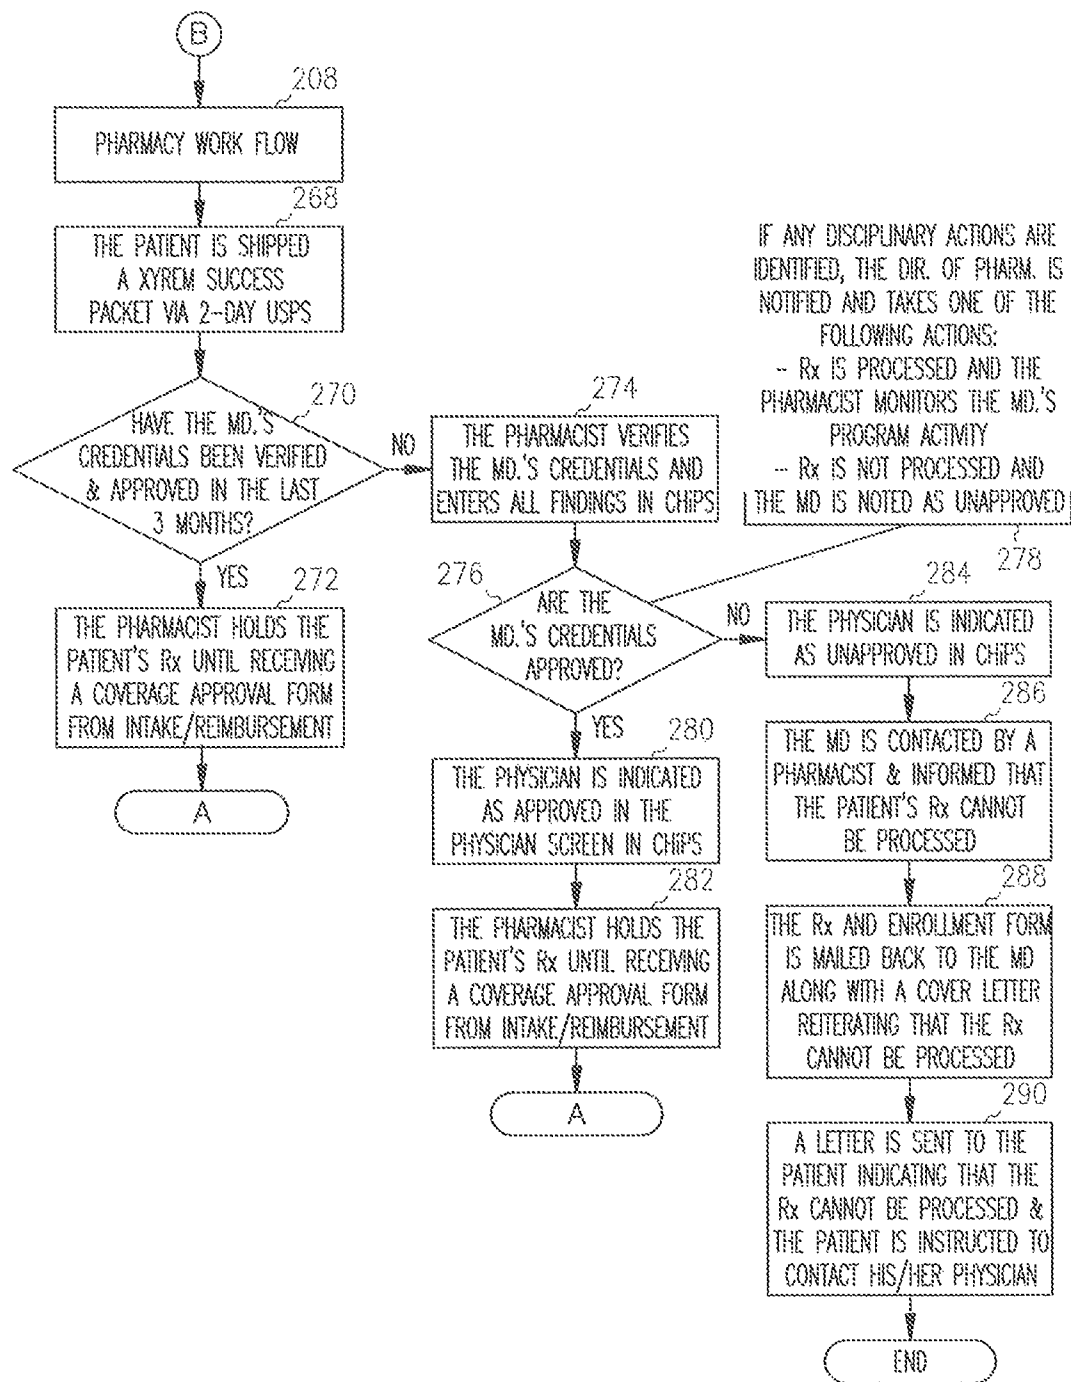 B
208
PHARMACY WORK FLOW
268
THE PATIENT IS SHIPPED
A XYREM SUCCESS
PACKET VIA 2-DAY USPS
270
HAVE THE MD.'S
CREDENTIALS BEEN VERIFIED
& APPROVED IN THE LAST
3 MONTHS?
NO
YES
272
THE PHARMACIST HOLDS THE
PATIENT'S Rx UNTIL RECEIVING
A COVERAGE APPROVAL FORM
FROM INTAKE/REIMBURSEMENT
A
274
THE PHARMACIST VERIFIES
THE MD.'S CREDENTIALS AND
ENTERS ALL FINDINGS IN CHIPS
IF ANY DISCIPLINARY ACTIONS ARE
IDENTIFIED, THE DIR. OF PHARM. IS
NOTIFIED AND TAKES ONE OF THE
FOLLOWING ACTIONS:
-- Rx IS PROCESSED AND THE
PHARMACIST MONITORS THE MD.'S
PROGRAM ACTIVITY
-- Rx IS NOT PROCESSED AND
THE MD IS NOTED AS UNAPPROVED
278
276
ARE THE
MD.'S CREDENTIALS
APPROVED?
NO
YES
280
THE PHYSICIAN IS INDICATED
AS APPROVED IN THE
PHYSICIAN SCREEN IN CHIPS
282
THE PHARMACIST HOLDS THE
PATIENT'S Rx UNTIL RECEIVING
A COVERAGE APPROVAL FORM
FROM INTAKE/REIMBURSEMENT
A
284
THE PHYSICIAN IS INDICATED
AS UNAPPROVED IN CHIPS
286
THE MD IS CONTACTED BY A
PHARMACIST & INFORMED THAT
THE PATIENT'S Rx CANNOT
BE PROCESSED
288
THE Rx AND ENROLLMENT FORM
IS MAILED BACK TO THE MD
ALONG WITH A COVER LETTER
REITERATING THAT THE Rx
CANNOT BE PROCESSED
290
A LETTER IS SENT TO THE
PATIENT INDICATING THAT THE
Rx CANNOT BE PROCESSED &
THE PATIENT IS INSTRUCTED TO
CONTACT HIS/HER PHYSICIAN
END